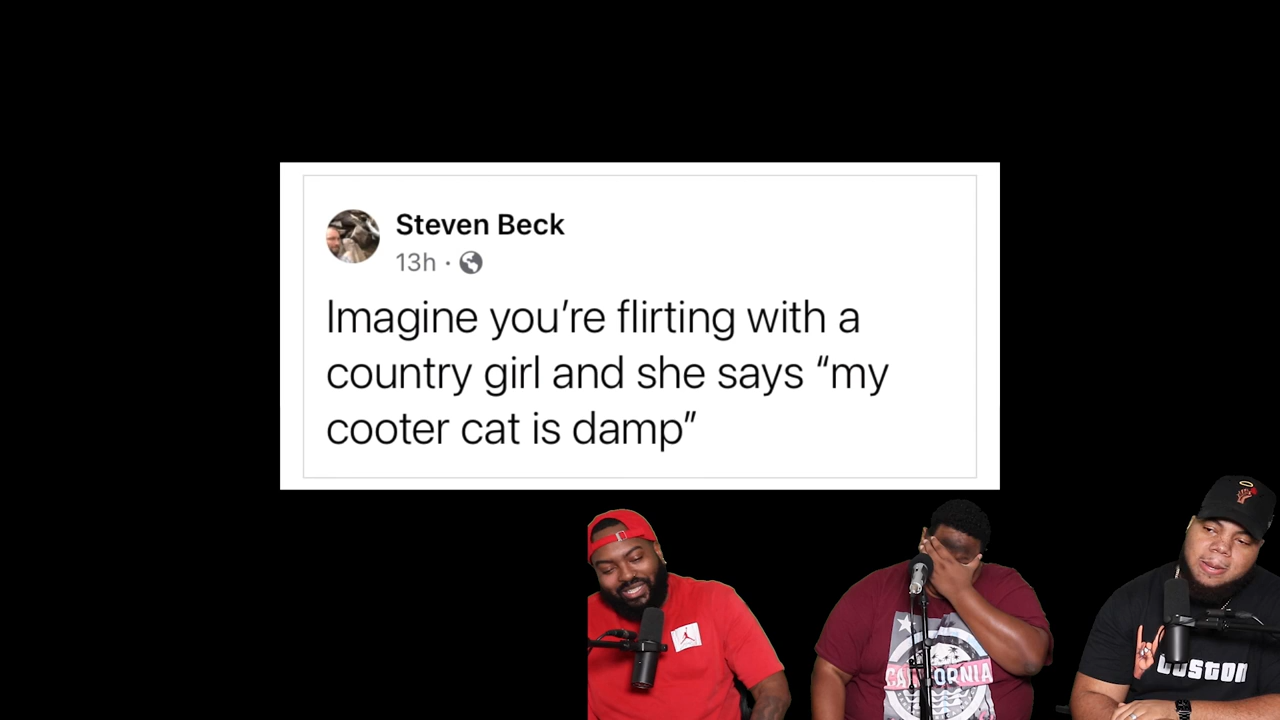 Steven Beck
13h ·
Imagine you're flirting with a
country girl and she says “my
cooter cat is damp”
CALIFORNIA